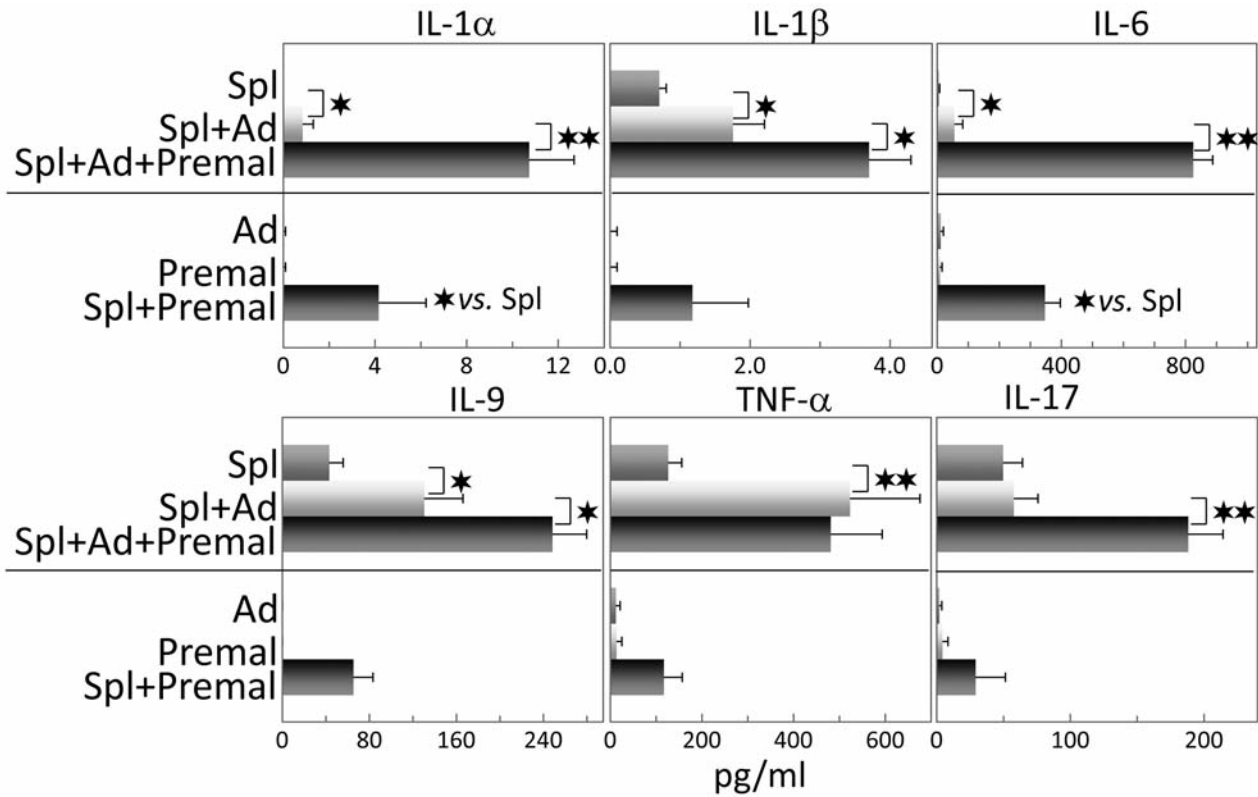 IL-1α IL-1β IL-6
Spl
Spl+Ad
Spl+Ad+Premal
Ad
Premal
Spl+Premal
★ ★ ★
★★ ★ ★★
★ vs. Spl ★ vs. Spl
0 4 8 12 0.0 2.0 4.0 0.0 400 800
IL-9 TNF-α IL-17
Spl
Spl+Ad
Spl+Ad+Premal
Ad
Premal
Spl+Premal
★ ★★
★ ★★
0 80 160 240 0 200 400 600 0 100 200
pg/ml